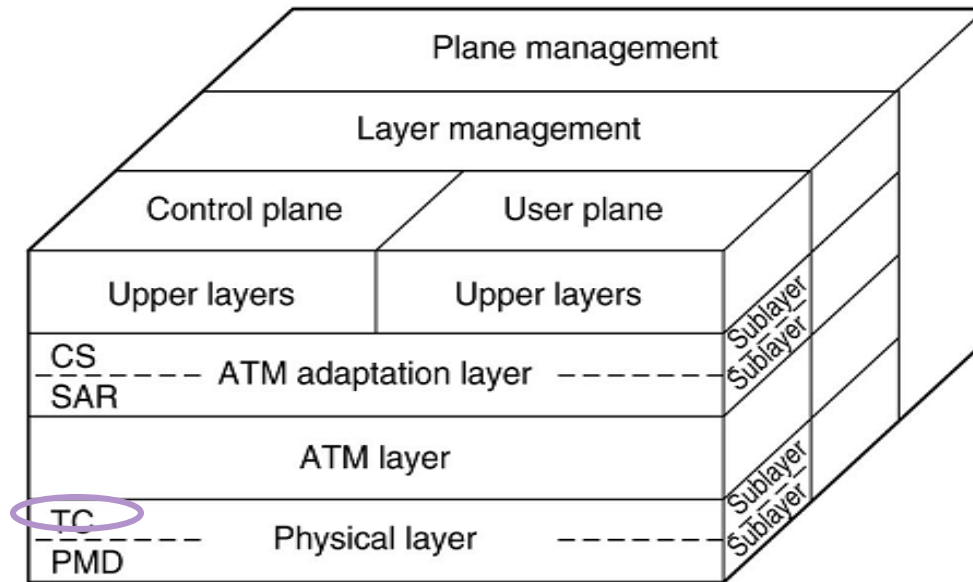 Plane management
Layer management
Control plane User plane
Upper layers Upper layers
Sublayer
Sublayer
CS
ATM adaptation layer
SAR
ATM layer
Sublayer
Sublayer
TC
Physical layer
PMD